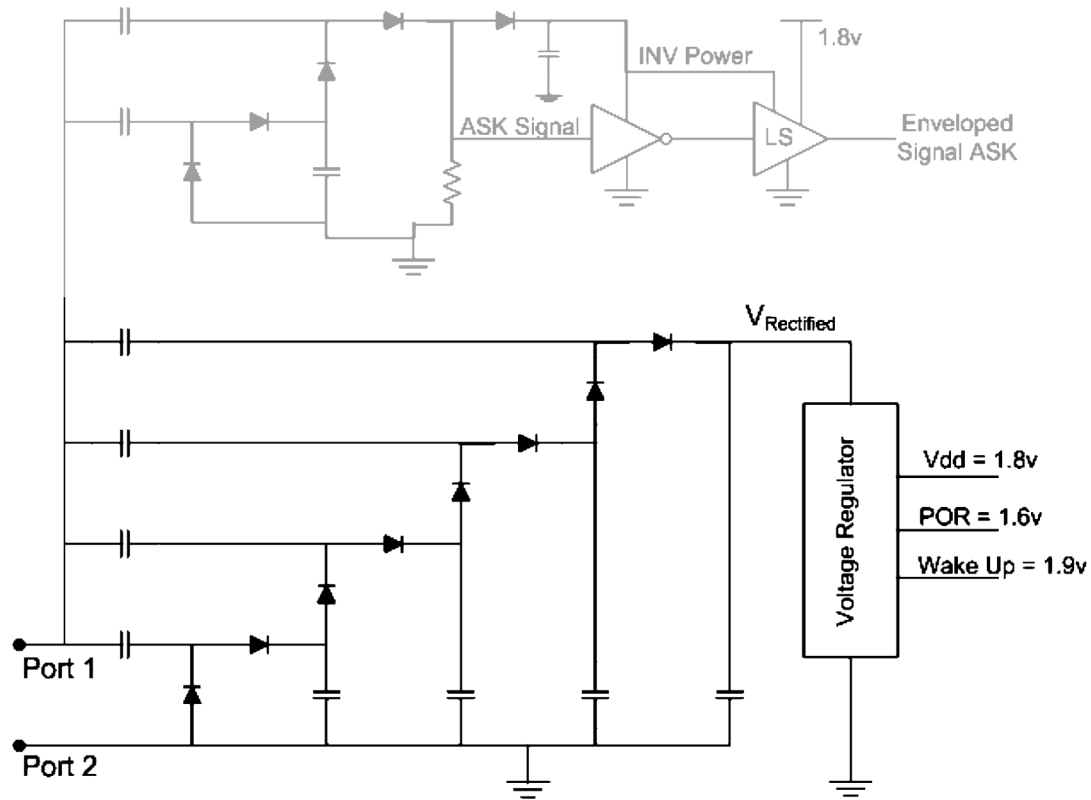 1.8v
INV Power
ASK Signal
LS
Enveloped
Signal ASK
VRectified
Voltage Regulator
Vdd = 1.8v
POR = 1.6v
Wake Up = 1.9v
Port 1
Port 2